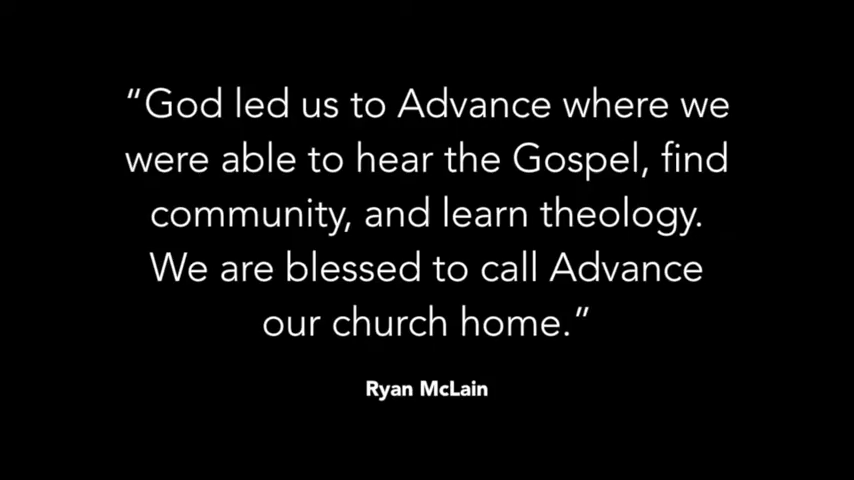 “God led us to Advance where we
were able to hear the Gospel, find
community, and learn theology.
We are blessed to call Advance
our church home.”
Ryan McLain